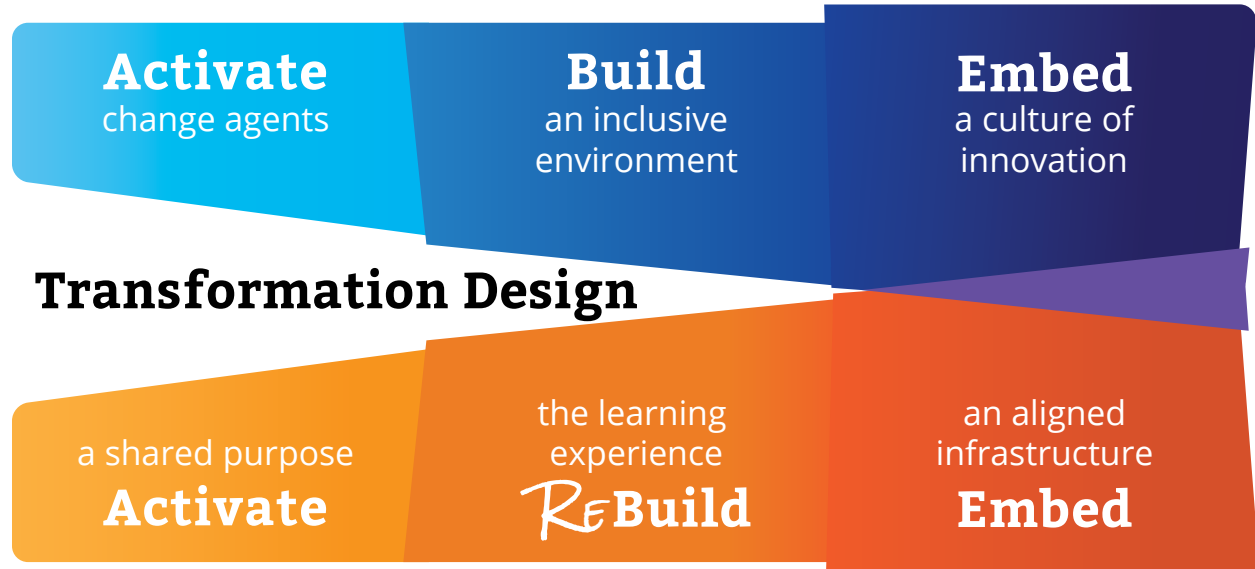 Activate
change agents
Build
an inclusive
environment
Embed
a culture of
innovation
Transformation Design
a shared purpose
Activate
the learning
experience
ReBuild
an aligned
infrastructure
Embed